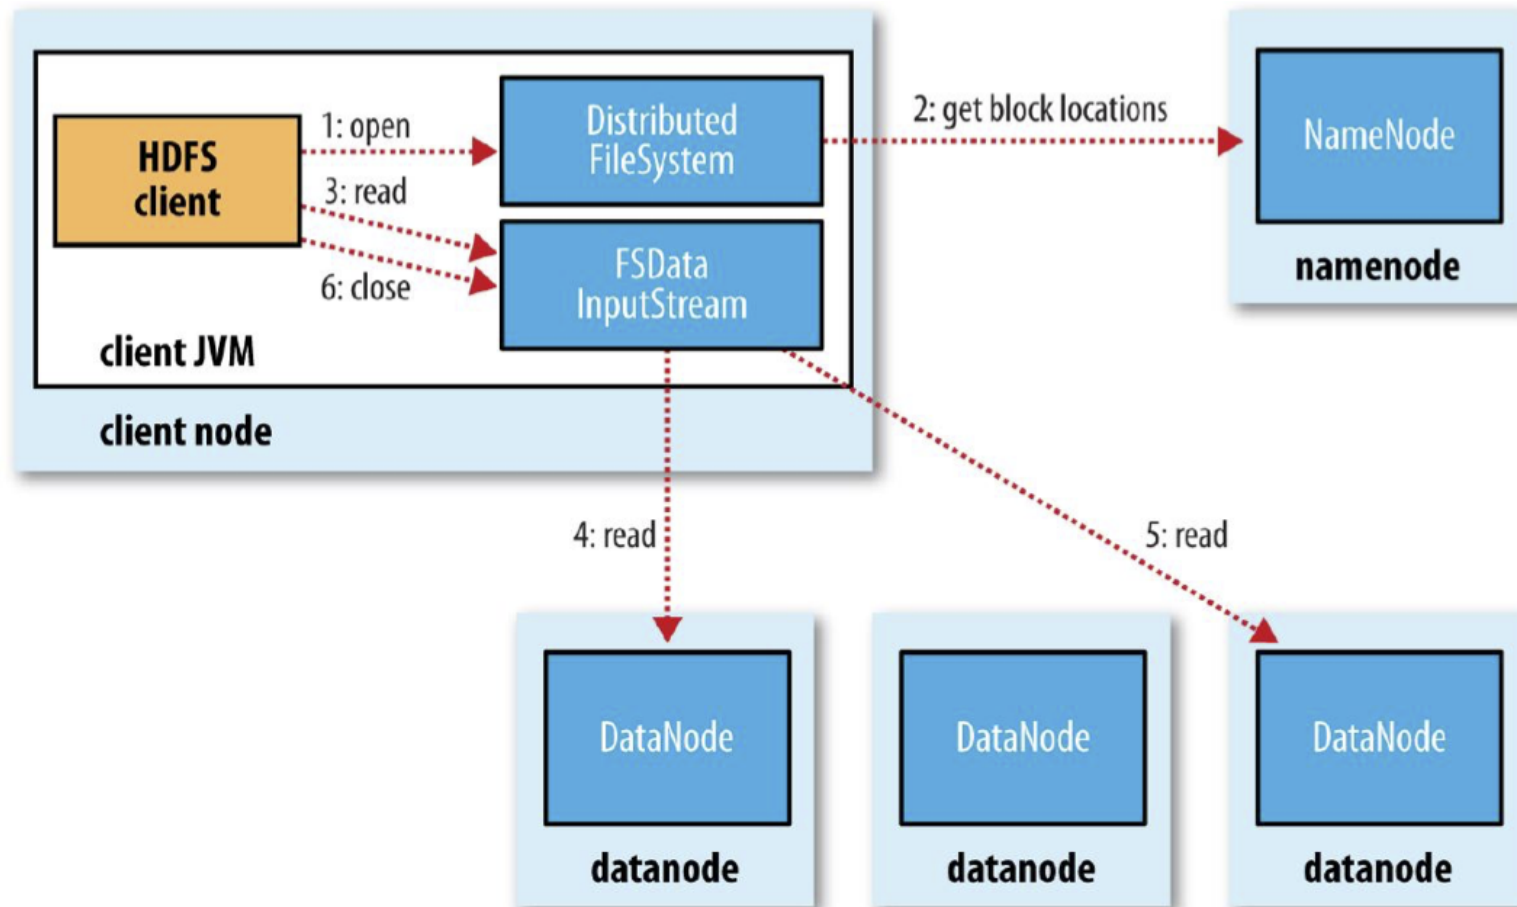 1: open
Distributed
FileSystem
2: get block locations
NameNode
HDFS
client
3: read
FSData
InputStream
6: close
namenode
client JVM
client node
4: read
5: read
DataNode
DataNode
DataNode
datanode
datanode
datanode